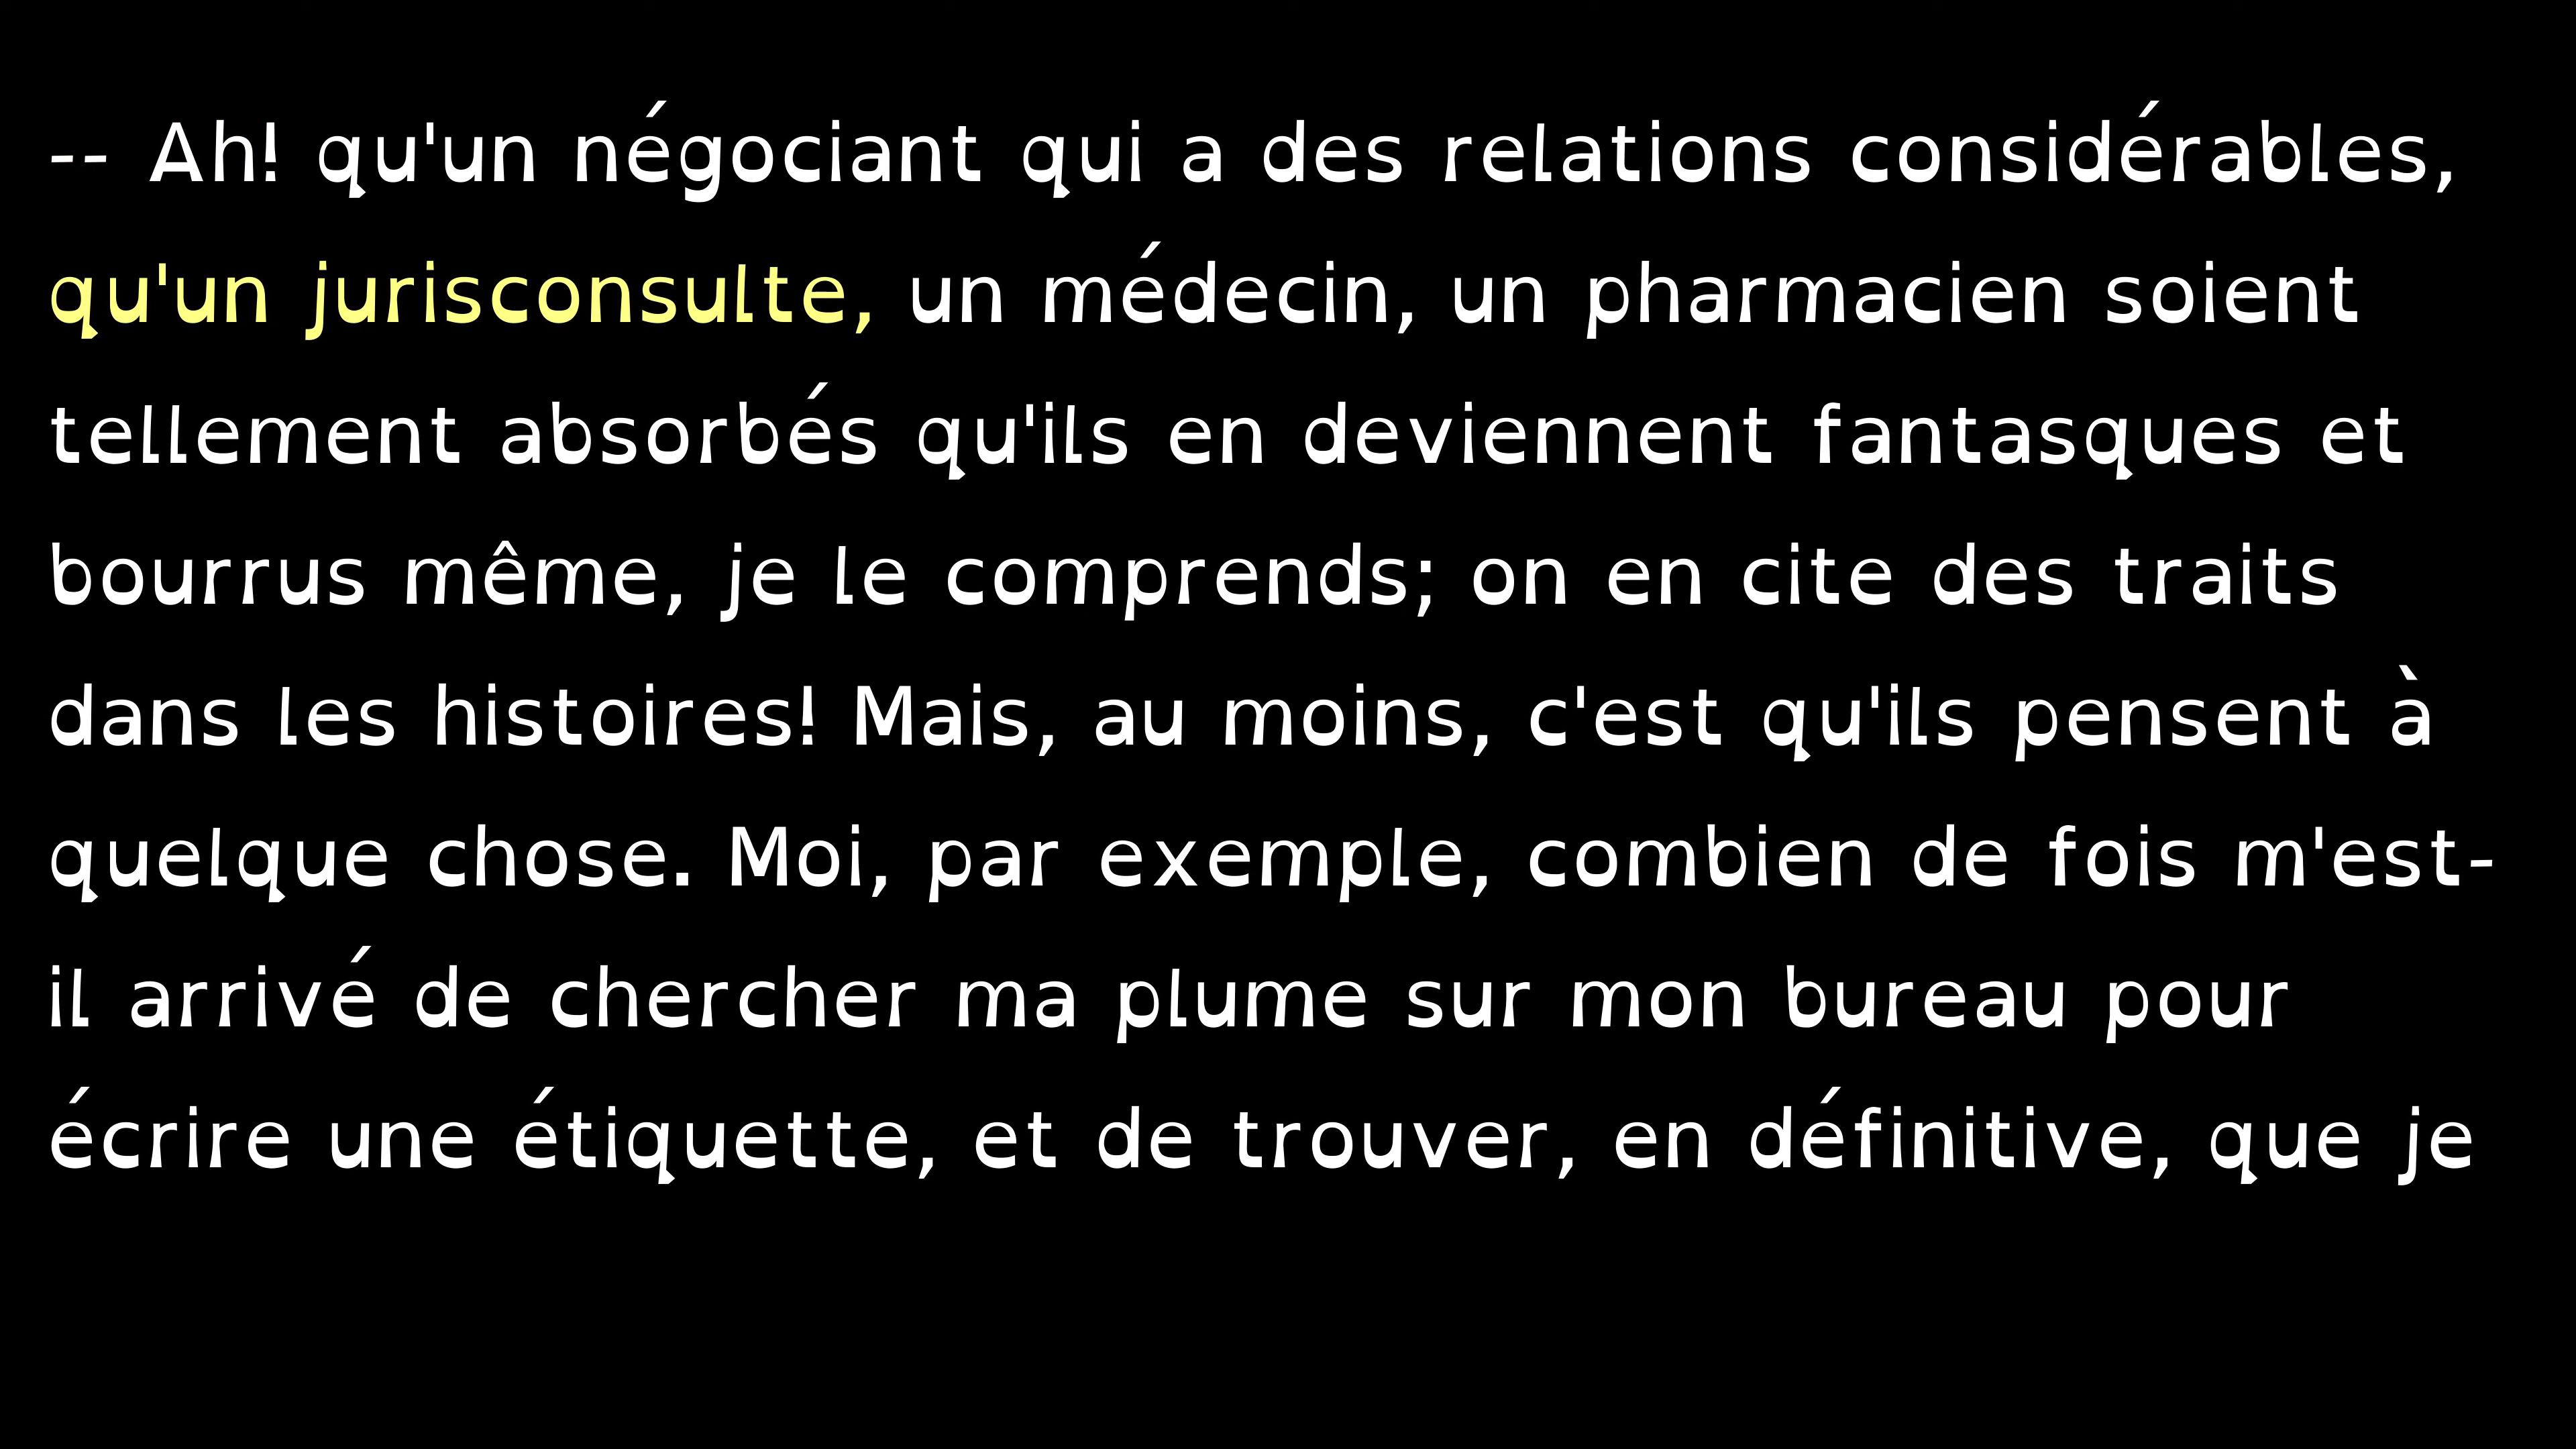 -- Ah! qu'un négociant qui a des relations considérables,
qu'un jurisconsulte, un médecin, un pharmacien soient
tellement absorbés qu'ils en deviennent fantasques et
bourrus même, je le comprends; on en cite des traits
dans les histoires! Mais, au moins, c'est qu'ils pensent à
quelque chose. Moi, par exemple, combien de fois m'est-
il arrivé de chercher ma plume sur mon bureau pour
écrire une étiquette, et de trouver, en définitive, que je